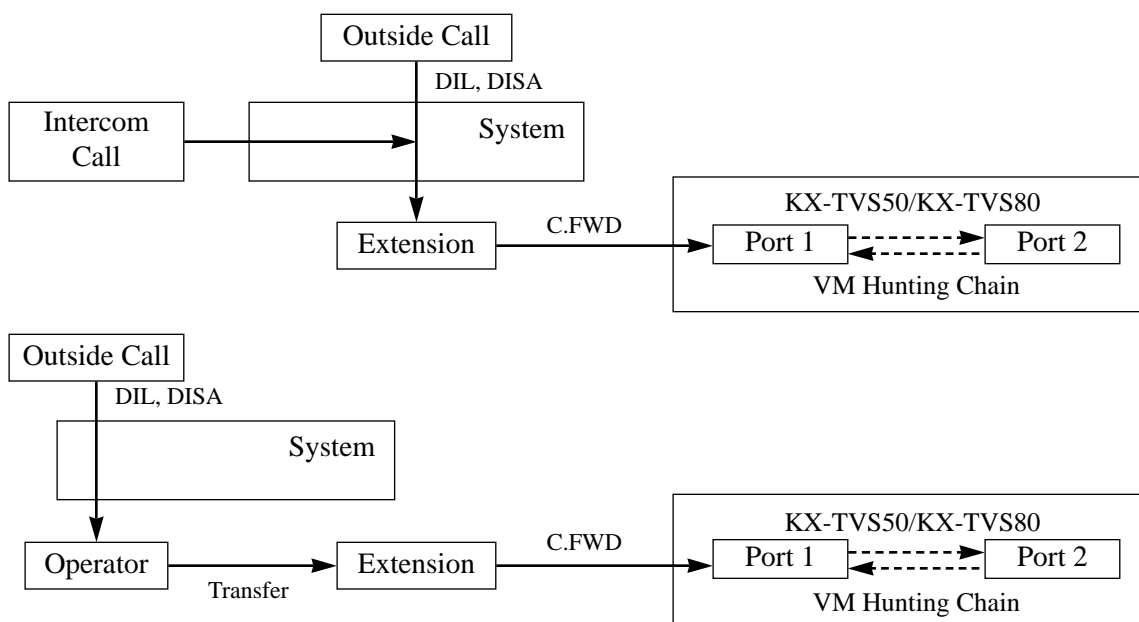 Outside Call
DIL, DISA
Intercom
Call
System
Extension
C.FWD
KX-TVS50/KX-TVS80
Port 1
Port 2
VM Hunting Chain
Outside Call
DIL, DISA
System
Operator
Transfer
Extension
C.FWD
KX-TVS50/KX-TVS80
Port 1
Port 2
VM Hunting Chain